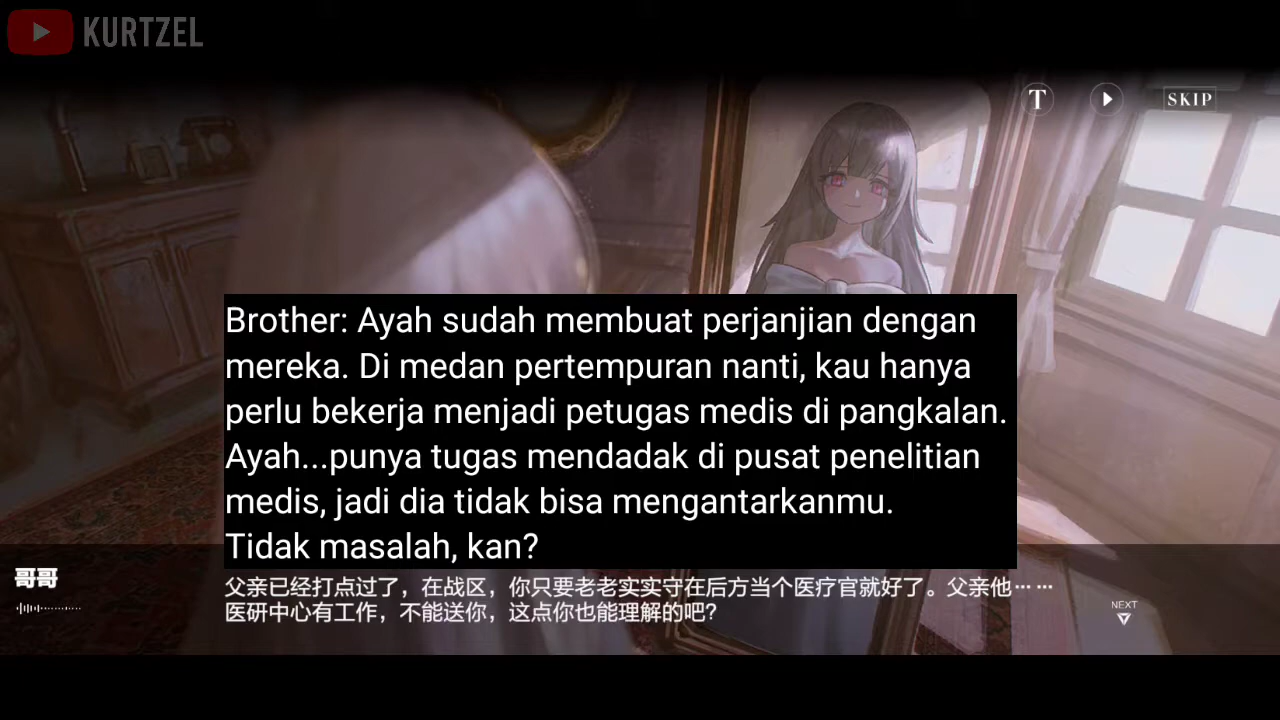 KURTZEL
T
SKIP
Brother: Ayah sudah membuat perjanjian dengan
mereka. Di medan pertempuran nanti, kau hanya
perlu bekerja menjadi petugas medis di pangkalan.
Ayah...punya tugas mendadak di pusat penelitian
medis, jadi dia tidak bisa mengantarkanmu.
Tidak masalah, kan?
哥哥
父亲已经打点过了，在战区，你只要老老实实守在后方当个医疗官就好了。父亲他……
医研中心有工作，不能送你，这点你也能理解的吧？
NEXT